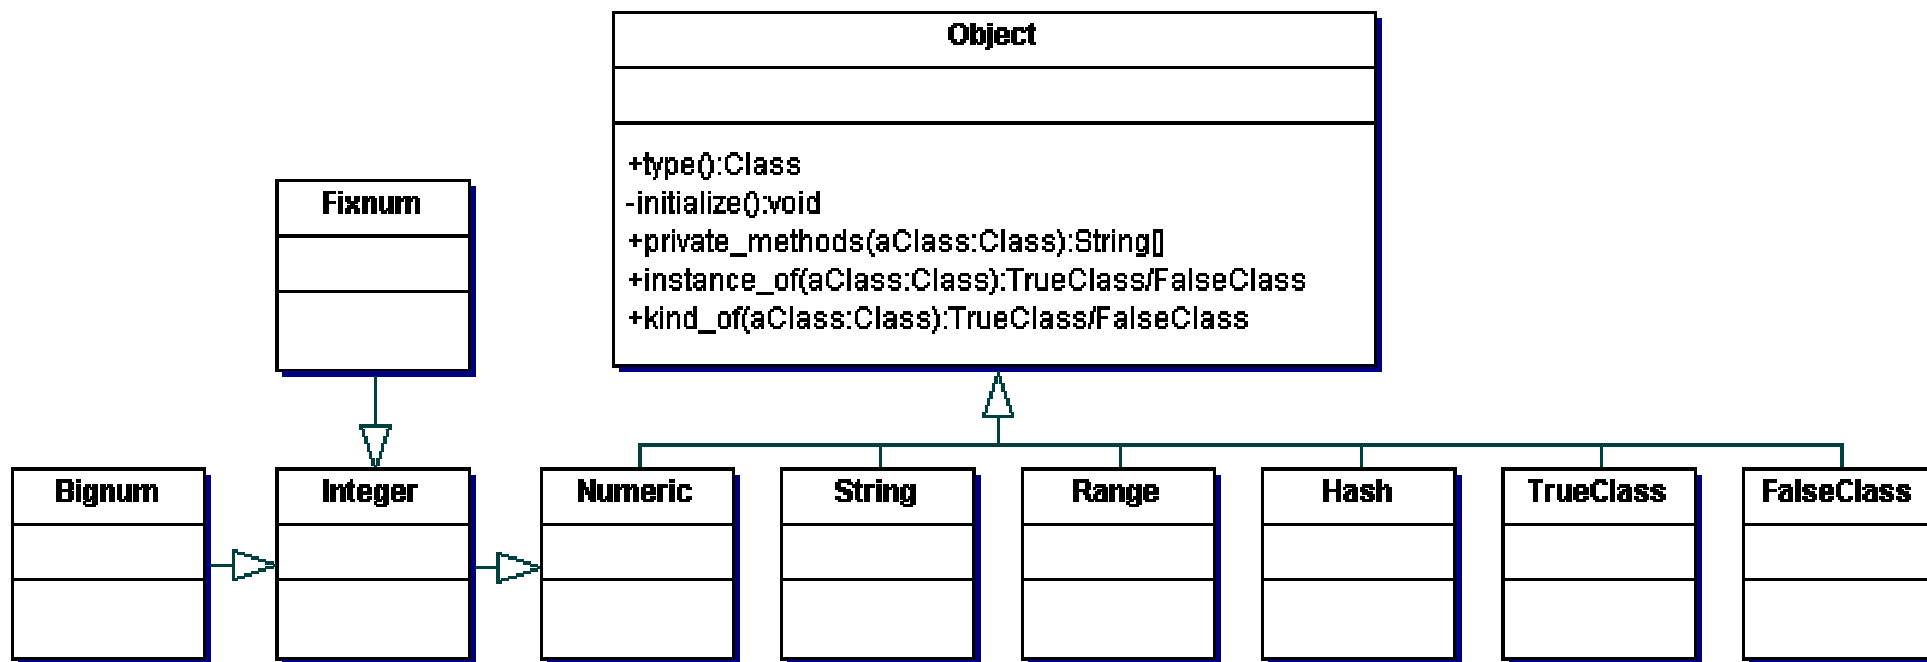 Object
+type():Class
-initialize():void
+private_methods(aClass:Class):String[]
+instance_of(aClass:Class):TrueClass/FalseClass
+kind_of(aClass:Class):TrueClass/FalseClass
Fixnum
Bignum
Integer
Numeric
String
Range
Hash
TrueClass
FalseClass